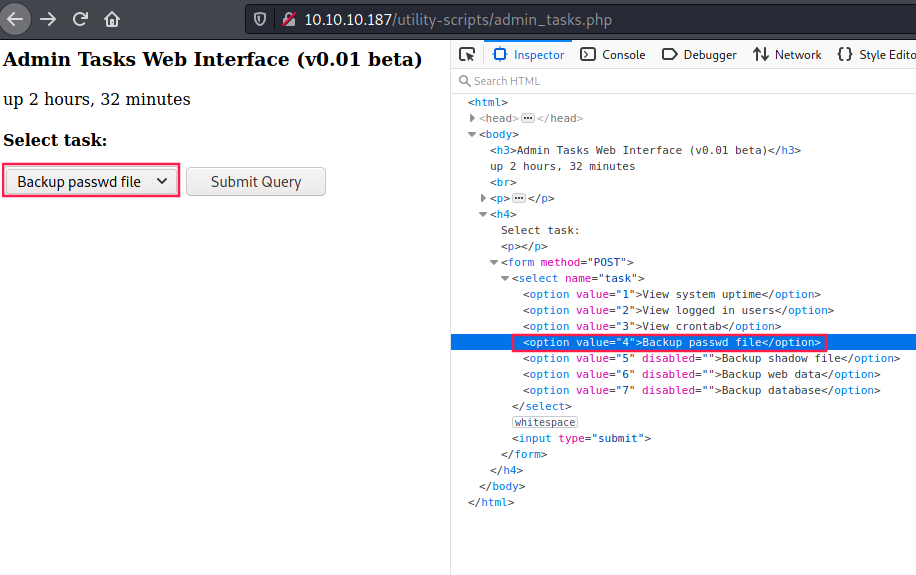 10.10.10.187/utility-scripts/admin_tasks.php
Admin Tasks Web Interface (v0.01 beta)
up 2 hours, 32 minutes
Select task:
Backup passwd file
Submit Query
Inspector Console Debugger Network {} Style Edito
Search HTML
<html>
<head> ••• </head>
<body>
<h3>Admin Tasks Web Interface (v0.01 beta)</h3>
up 2 hours, 32 minutes
<br>
<p> ••• </p>
<h4>
Select task:
<p></p>
<form method="POST">
<select name="task">
<option value="1">View system uptime</option>
<option value="2">View logged in users</option>
<option value="3">View crontab</option>
<option value="4">Backup passwd file</option>
<option value="5" disabled="">Backup shadow file</option>
<option value="6" disabled="">Backup web data</option>
<option value="7" disabled="">Backup database</option>
</select>
whitespace
<input type="submit">
</form>
</h4>
</body>
</html>